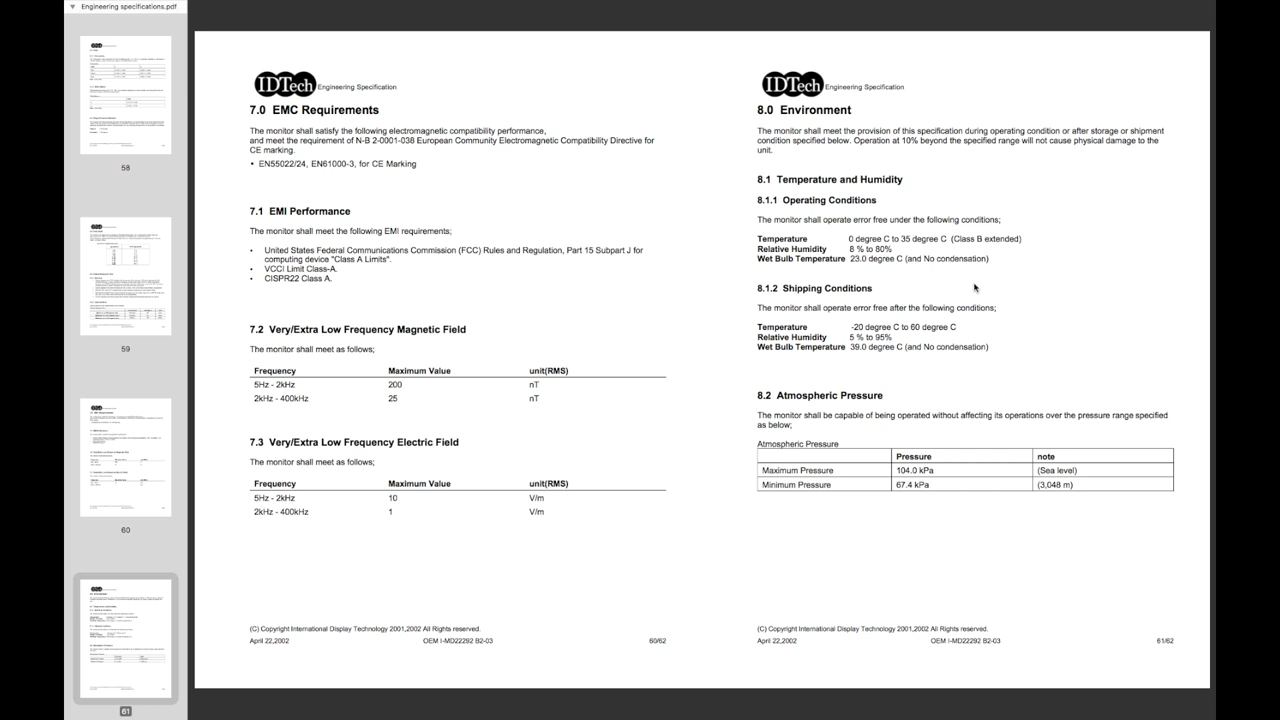 Engineering specifications.pdf
58
59
60
61
IDTech Engineering Specification
7.0 EMC Requirements
The monitor shall satisfy the following electromagnetic compatibility performance,
and meet the requirement of N-B 2-0001-038 European Community Electromagnetic Compatibility Directive for
CE marking.
• EN55022/24, EN61000-3, for CE Marking
7.1 EMI Performance
The monitor shall meet the following EMI requirements;
• United States Federal Communications Commission (FCC) Rules and Regulation, Part 15 Subpart J for
computing device "Class A Limits".
• VCCI Limit Class-A.
• CISPR22 Class A.
7.2 Very/Extra Low Frequency Magnetic Field
The monitor shall meet as follows;
Frequency Maximum Value unit(RMS)
5Hz - 2kHz 200 nT
2kHz - 400kHz 25 nT
7.3 Very/Extra Low Frequency Electric Field
The monitor shall meet as follows;
Frequency Maximum Value unit(RMS)
5Hz - 2kHz 10 V/m
2kHz - 400kHz 1 V/m
(C) Copyright International Display Technology 2001,2002 All Rights reserved.
April 22,2002 OEM I-MD22292 B2-03 60/62
IDTech Engineering Specification
8.0 Environment
The monitor shall meet the provision of this specification during operating condition or after storage or shipment
condition specified below. Operation at 10% beyond the specified range will not cause physical damage to the
unit.
8.1 Temperature and Humidity
8.1.1 Operating Conditions
The monitor shall operate error free under the following conditions;
Temperature 0 degree C to 35 degree C (Class B extended)
Relative Humidity 8 % to 80%
Wet Bulb Temperature 23.0 degree C (and No condensation)
8.1.2 Shipping Conditions
The monitor shall operate error free after the following conditions;
Temperature -20 degree C to 60 degree C
Relative Humidity 5 % to 95%
Wet Bulb Temperature 39.0 degree C (and No condensation)
8.2 Atmospheric Pressure
The monitor shall be capable of being operated without affecting its operations over the pressure range specified
as below;
Atmospheric Pressure
Pressure note
Maximum Pressure 104.0 kPa (Sea level)
Minimum Pressure 67.4 kPa (3,048 m)
(C) Copyright International Display Technology 2001,2002 All Rights reserved.
April 22,2002 OEM I-MD22292 B2-03 61/62